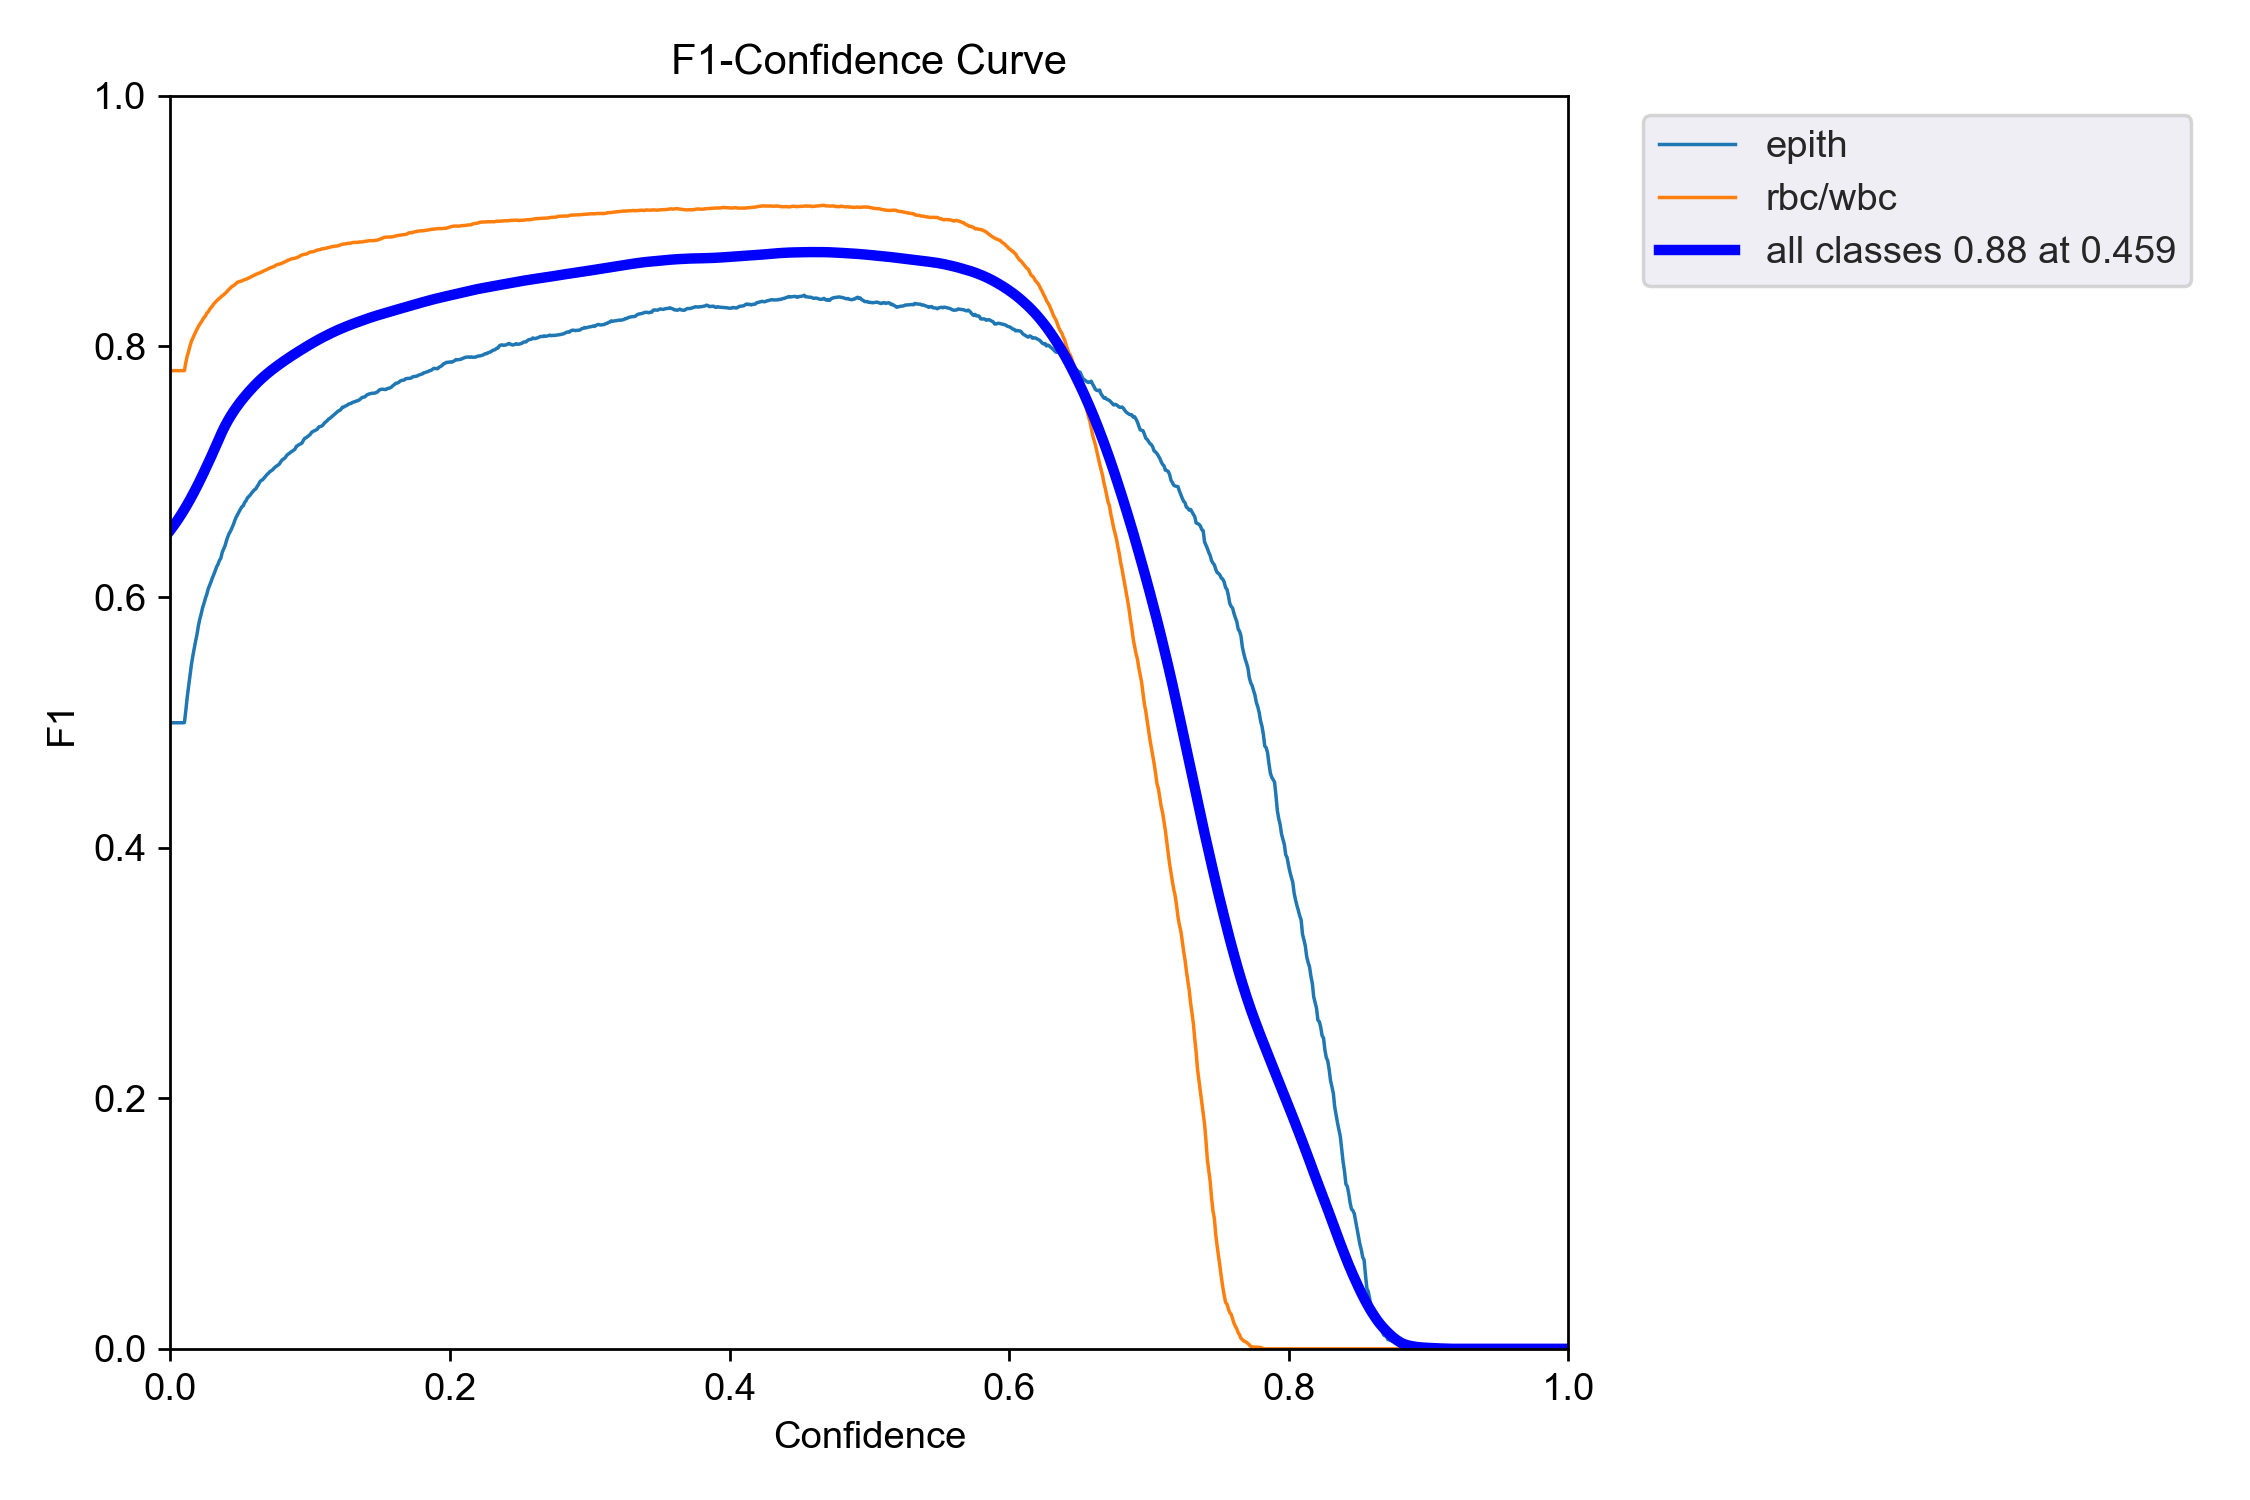 F1-Confidence Curve
1.0
0.8
0.6
0.4
0.2
0.0
F1
0.0 0.2 0.4 0.6 0.8 1.0
Confidence
epith
rbc/wbc
all classes 0.88 at 0.459